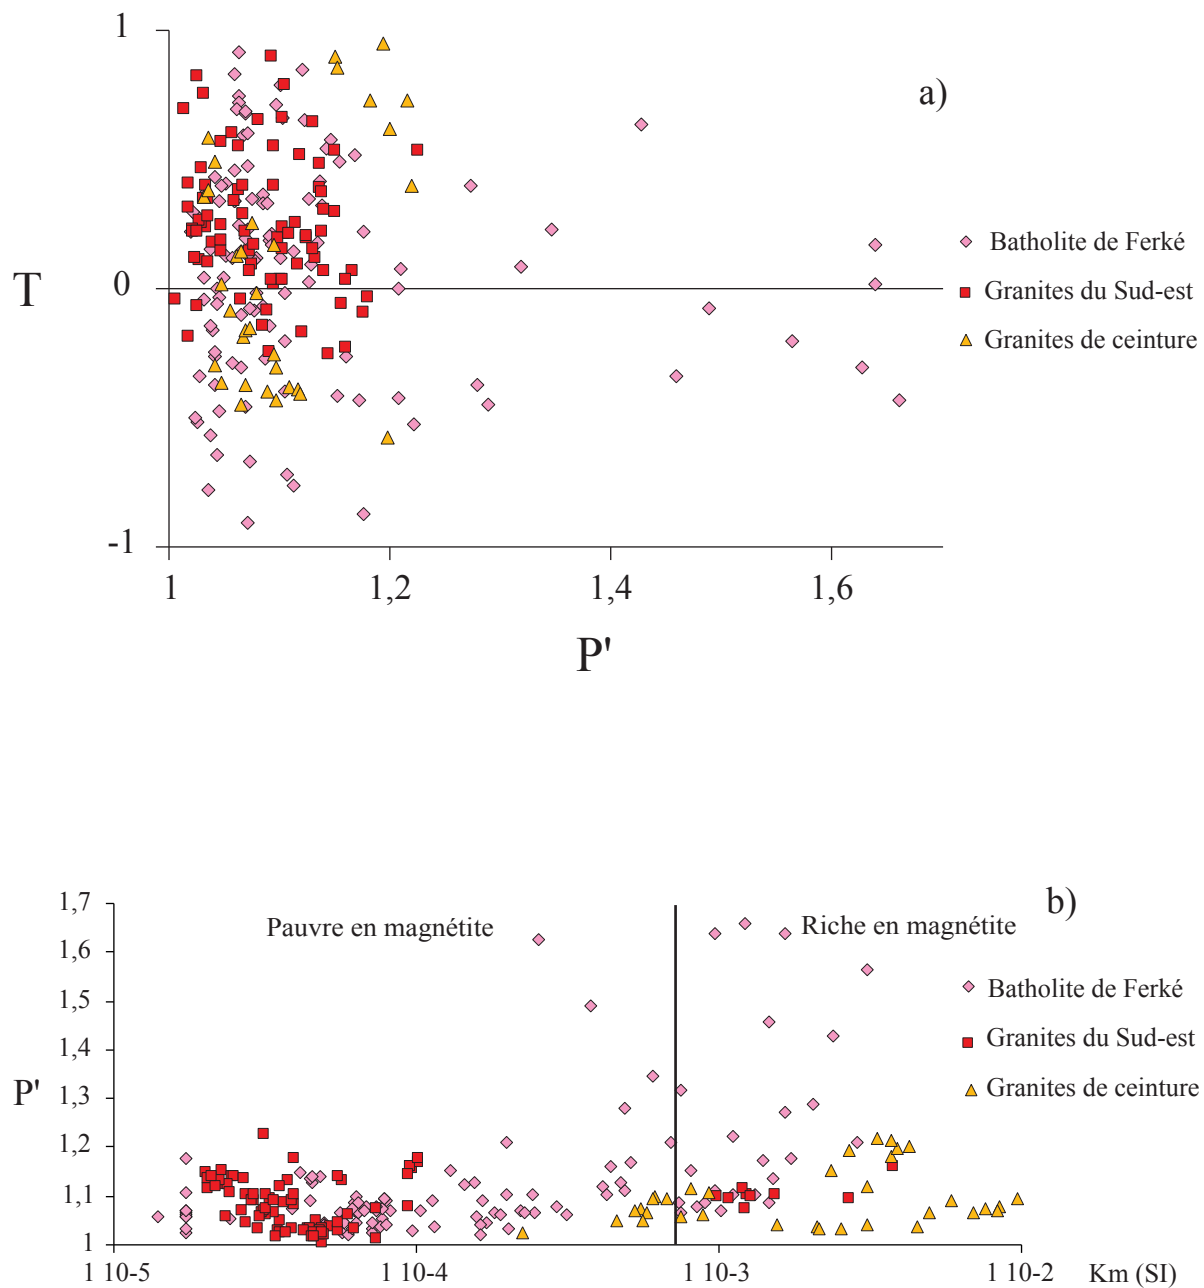 1
a)
T
0
Batholite de Ferké
Granites du Sud-est
Granites de ceinture
-1
1 1,2 1,4 1,6
P'
1,7
b)
Pauvre en magnétite Riche en magnétite
1,6
Batholite de Ferké
1,5
Granites du Sud-est
1,4
P' 1,3
Granites de ceinture
1,2
1,1
1
1 10-5 1 10-4 1 10-3 1 10-2 Km (SI)